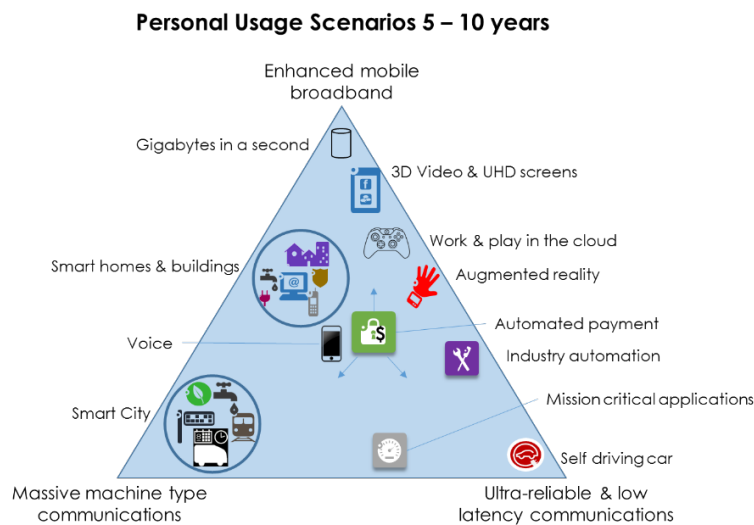 Personal Usage Scenarios 5 – 10 years
Enhanced mobile
broadband
Gigabytes in a second
3D Video & UHD screens
Work & play in the cloud
Smart homes & buildings
Augmented reality
@
Automated payment
$
Voice
Industry automation
Mission critical applications
Smart City
Self driving car
Massive machine type
communications
Ultra-reliable & low
latency communications